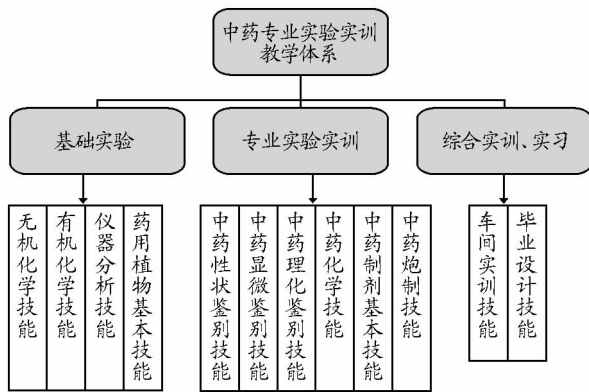 中药专业实验实训
教学体系
基础实验
专业实验实训
综合实训、实习
无机化学技能
有机化学技能
仪器分析技能
药用植物基本技能
中药性状鉴别技能
中药显微鉴别技能
中药理化鉴别技能
中药化学技能
中药制剂基本技能
中药炮制技能
车间实训技能
毕业设计技能